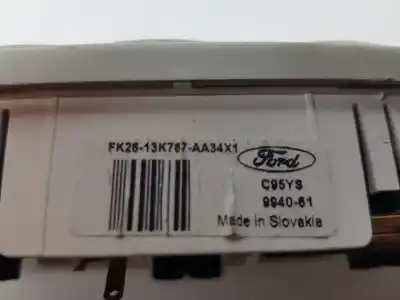 FK26-13K767-AA34X1
Ford
C95YS
9940-61
Made in Slovakia